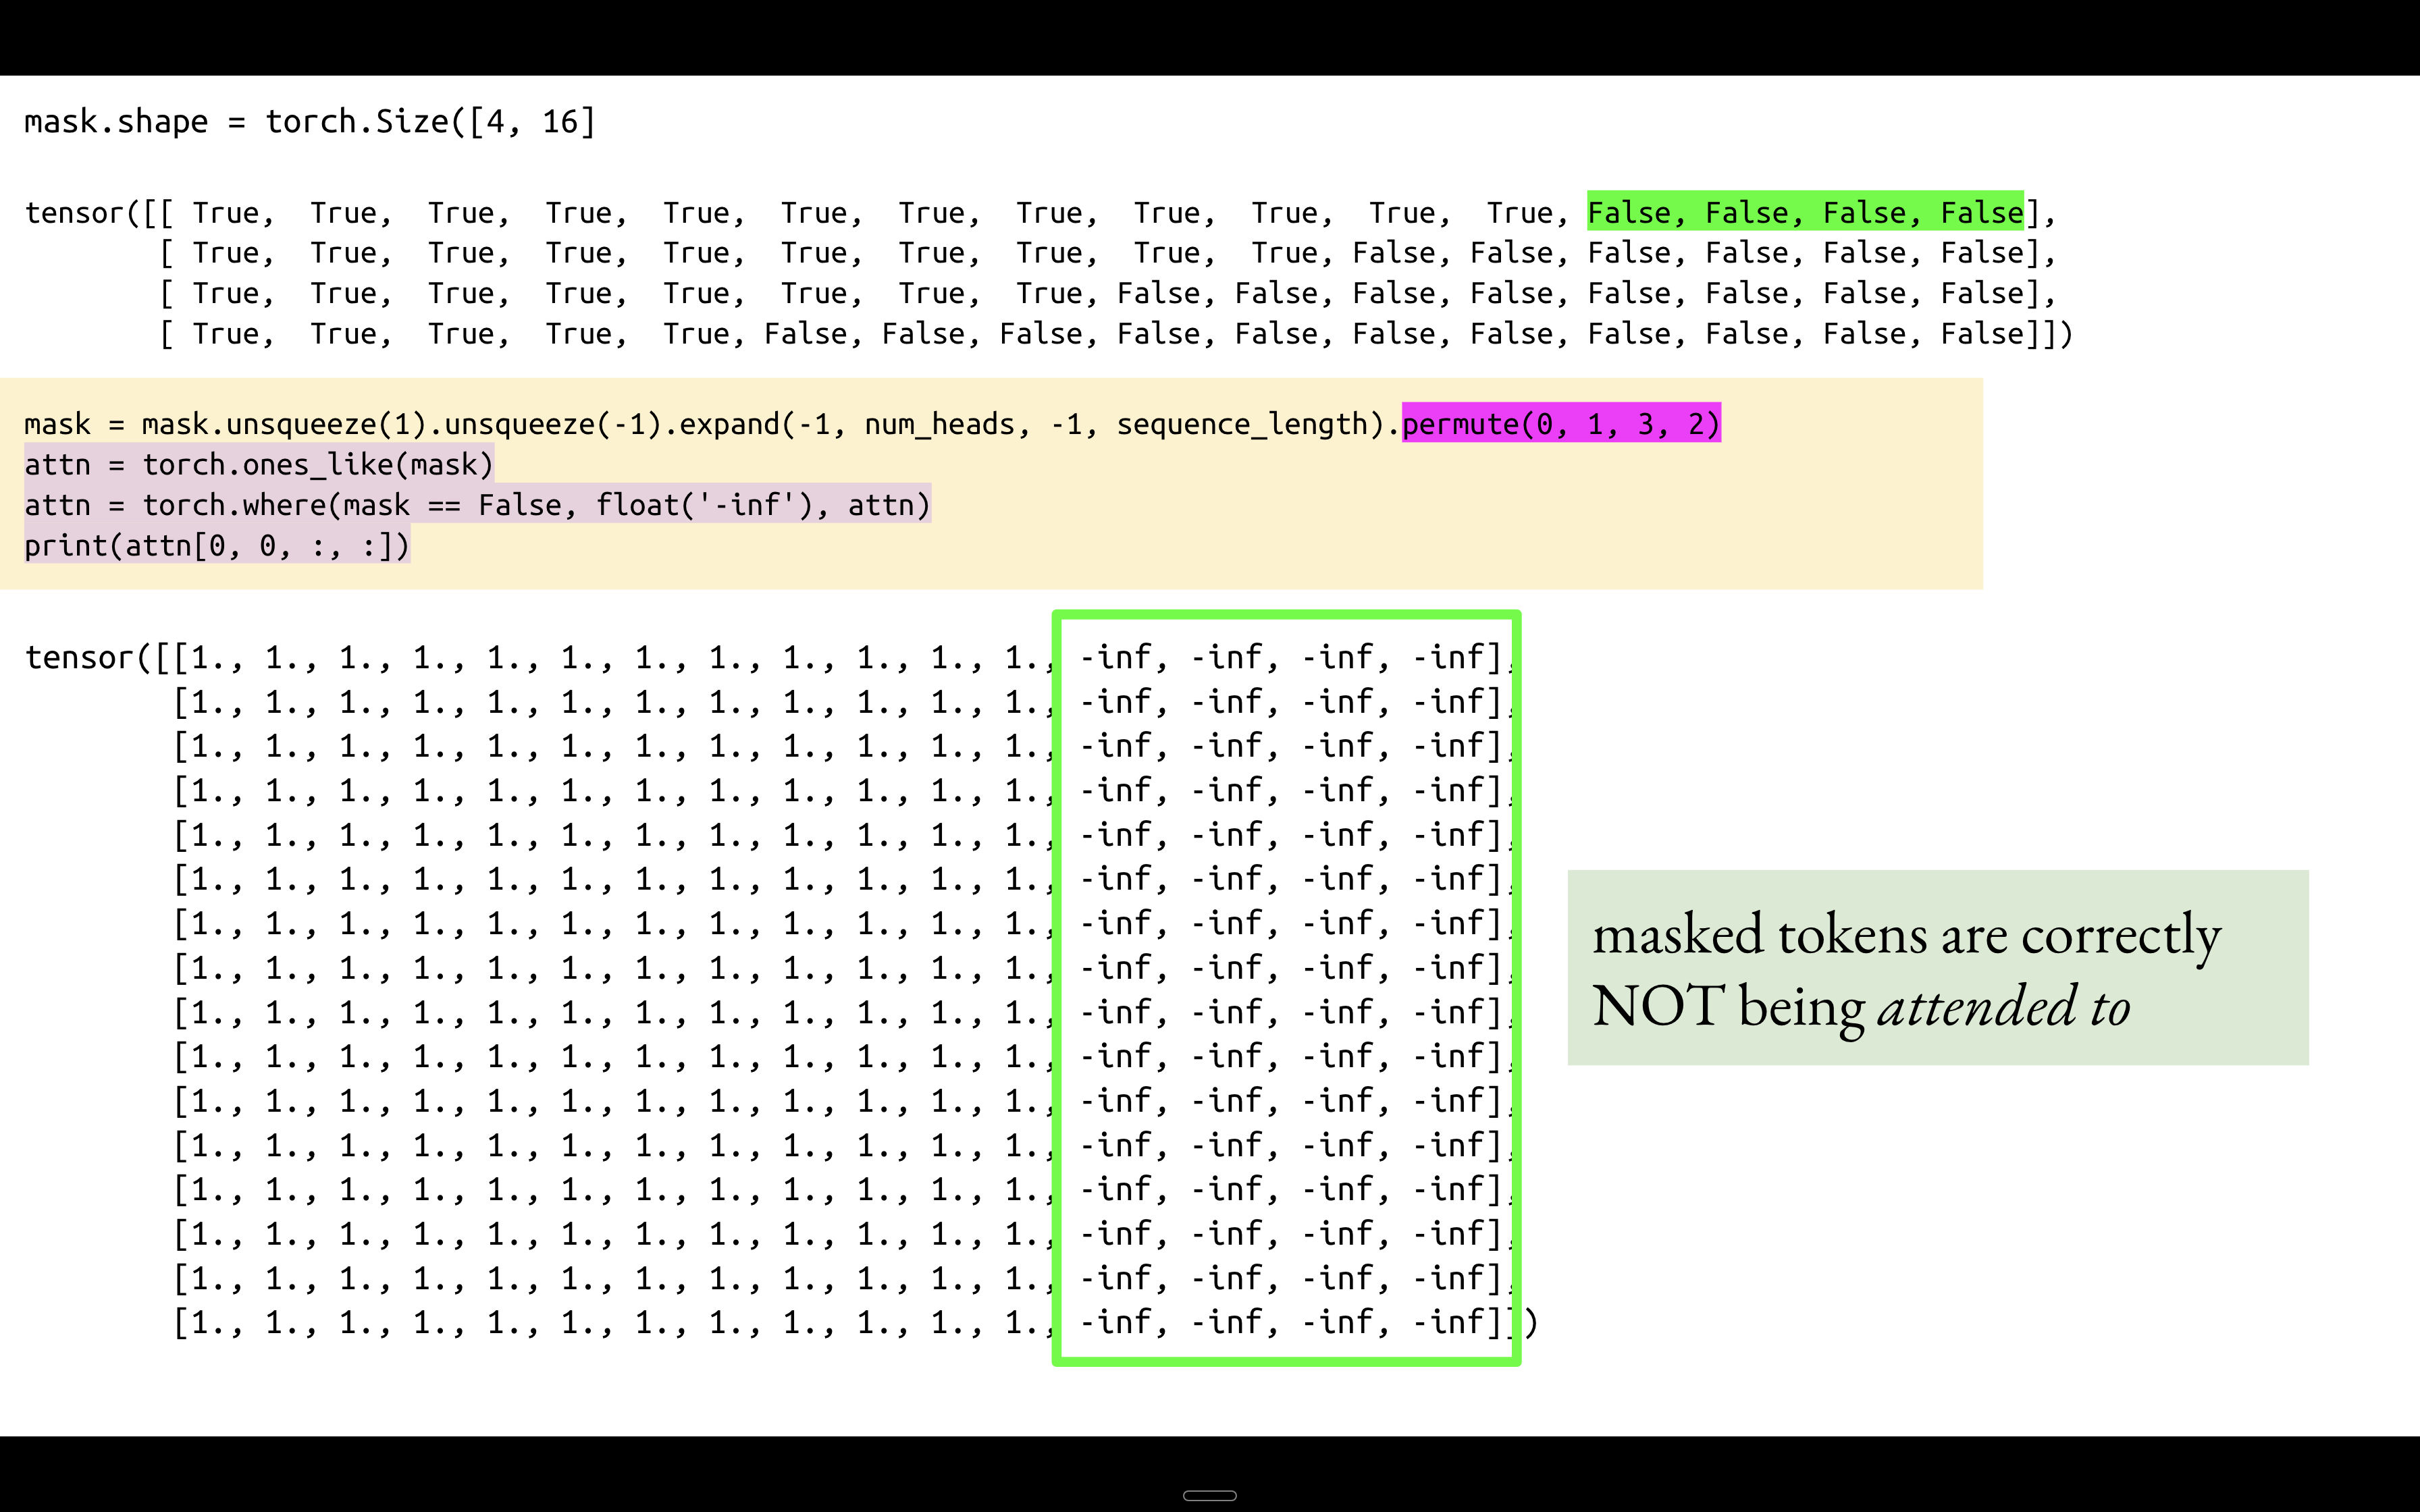 mask.shape = torch.Size([4, 16]
tensor([[ True,  True,  True,  True,  True,  True,  True,  True,  True,  True,  True,  True, False, False, False, False],
[ True,  True,  True,  True,  True,  True,  True,  True,  True,  True, False, False, False, False, False, False],
[ True,  True,  True,  True,  True,  True,  True,  True, False, False, False, False, False, False, False, False],
[ True,  True,  True,  True,  True, False, False, False, False, False, False, False, False, False, False, False]])
mask = mask.unsqueeze(1).unsqueeze(-1).expand(-1, num_heads, -1, sequence_length).permute(0, 1, 3, 2)
attn = torch.ones_like(mask)
attn = torch.where(mask == False, float('-inf'), attn)
print(attn[0, 0, :, :])
tensor([[1., 1., 1., 1., 1., 1., 1., 1., 1., 1., 1., 1., -inf, -inf, -inf, -inf],
[1., 1., 1., 1., 1., 1., 1., 1., 1., 1., 1., 1., -inf, -inf, -inf, -inf],
[1., 1., 1., 1., 1., 1., 1., 1., 1., 1., 1., 1., -inf, -inf, -inf, -inf],
[1., 1., 1., 1., 1., 1., 1., 1., 1., 1., 1., 1., -inf, -inf, -inf, -inf],
[1., 1., 1., 1., 1., 1., 1., 1., 1., 1., 1., 1., -inf, -inf, -inf, -inf],
[1., 1., 1., 1., 1., 1., 1., 1., 1., 1., 1., 1., -inf, -inf, -inf, -inf],
[1., 1., 1., 1., 1., 1., 1., 1., 1., 1., 1., 1., -inf, -inf, -inf, -inf],
[1., 1., 1., 1., 1., 1., 1., 1., 1., 1., 1., 1., -inf, -inf, -inf, -inf],
[1., 1., 1., 1., 1., 1., 1., 1., 1., 1., 1., 1., -inf, -inf, -inf, -inf],
[1., 1., 1., 1., 1., 1., 1., 1., 1., 1., 1., 1., -inf, -inf, -inf, -inf],
[1., 1., 1., 1., 1., 1., 1., 1., 1., 1., 1., 1., -inf, -inf, -inf, -inf],
[1., 1., 1., 1., 1., 1., 1., 1., 1., 1., 1., 1., -inf, -inf, -inf, -inf],
[1., 1., 1., 1., 1., 1., 1., 1., 1., 1., 1., 1., -inf, -inf, -inf, -inf],
[1., 1., 1., 1., 1., 1., 1., 1., 1., 1., 1., 1., -inf, -inf, -inf, -inf],
[1., 1., 1., 1., 1., 1., 1., 1., 1., 1., 1., 1., -inf, -inf, -inf, -inf],
[1., 1., 1., 1., 1., 1., 1., 1., 1., 1., 1., 1., -inf, -inf, -inf, -inf]])
masked tokens are correctly
NOT being attended to